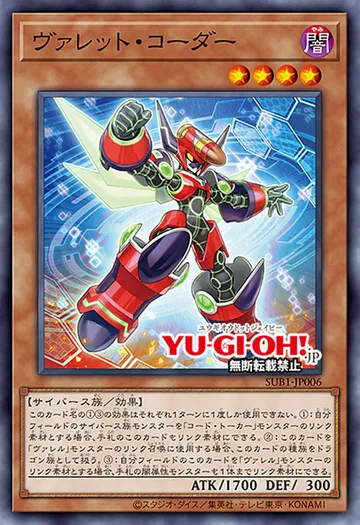 ヴァレット・コーダー
闇
やみ
ユウギオウドットジェイピー
YU-GI-OH!.jp
無断転載禁止
SUB1-JP006
【サイバース族/効果】
このカード名の①③の効果はそれぞれ1ターンに1度しか使用できない。①:自分
フィールドのサイバース族モンスターを「コード・トーカー」モンスターのリンク
素材とする場合、手札のこのカードもリンク素材にできる。②:このカードを
「ヴァレル」モンスターのリンク召喚に使用する場合、このカードの種族をドラ
ゴン族として扱う。③:自分フィールドのこのカードを「ヴァレル」モンスターの
リンク素材とする場合、手札の闇属性モンスターを1体までリンク素材にできる。
ATK/1700 DEF/ 300
©スタジオ・ダイス/集英社・テレビ東京・KONAMI